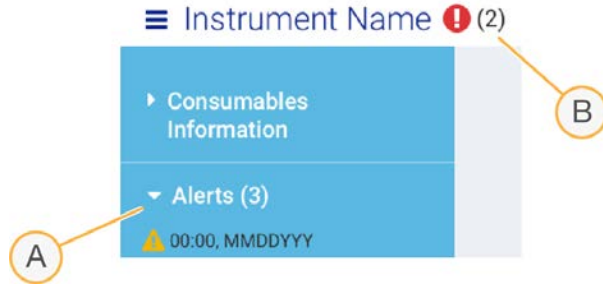 Instrument Name ! (2)
Consumables
Information
B
Alerts (3)
A
00:00, MMDDYYY